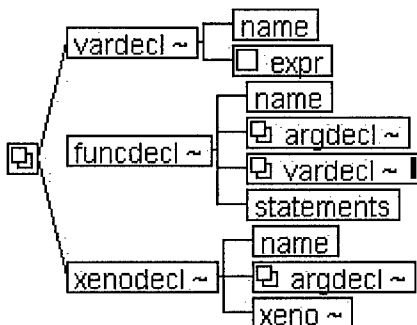 name
vardecl ~
expr
name
argdecl ~
funcdecl ~
vardecl ~
statements
name
xenodecl ~
argdecl ~
xeno ~